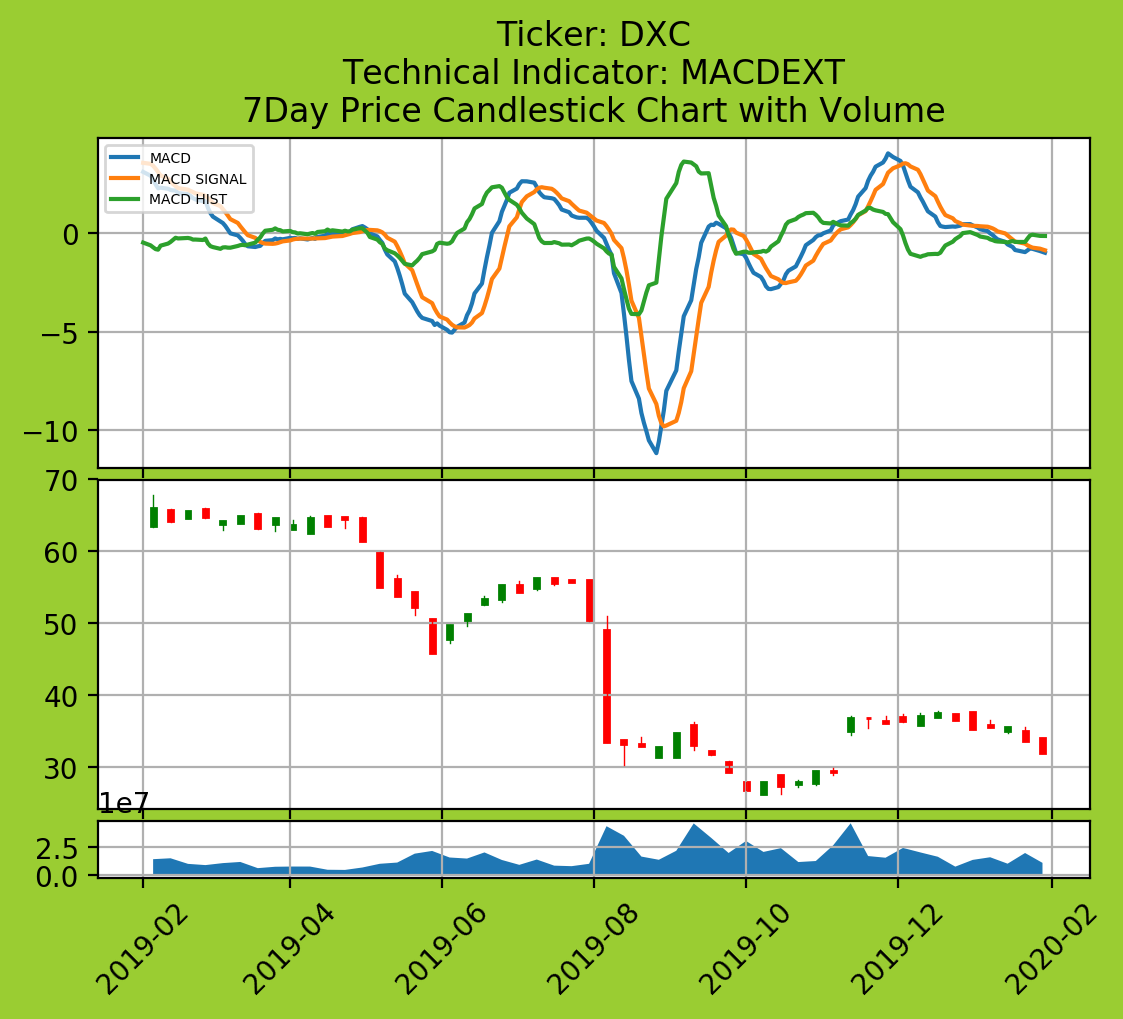 Ticker: DXC
Technical Indicator: MACDEXT
7Day Price Candlestick Chart with Volume
MACD
MACD SIGNAL
MACD HIST
0
−5
−10
70
60
50
40
30
1e7
2.5
0.0
2019-02
2019-04
2019-06
2019-08
2019-10
2019-12
2020-02